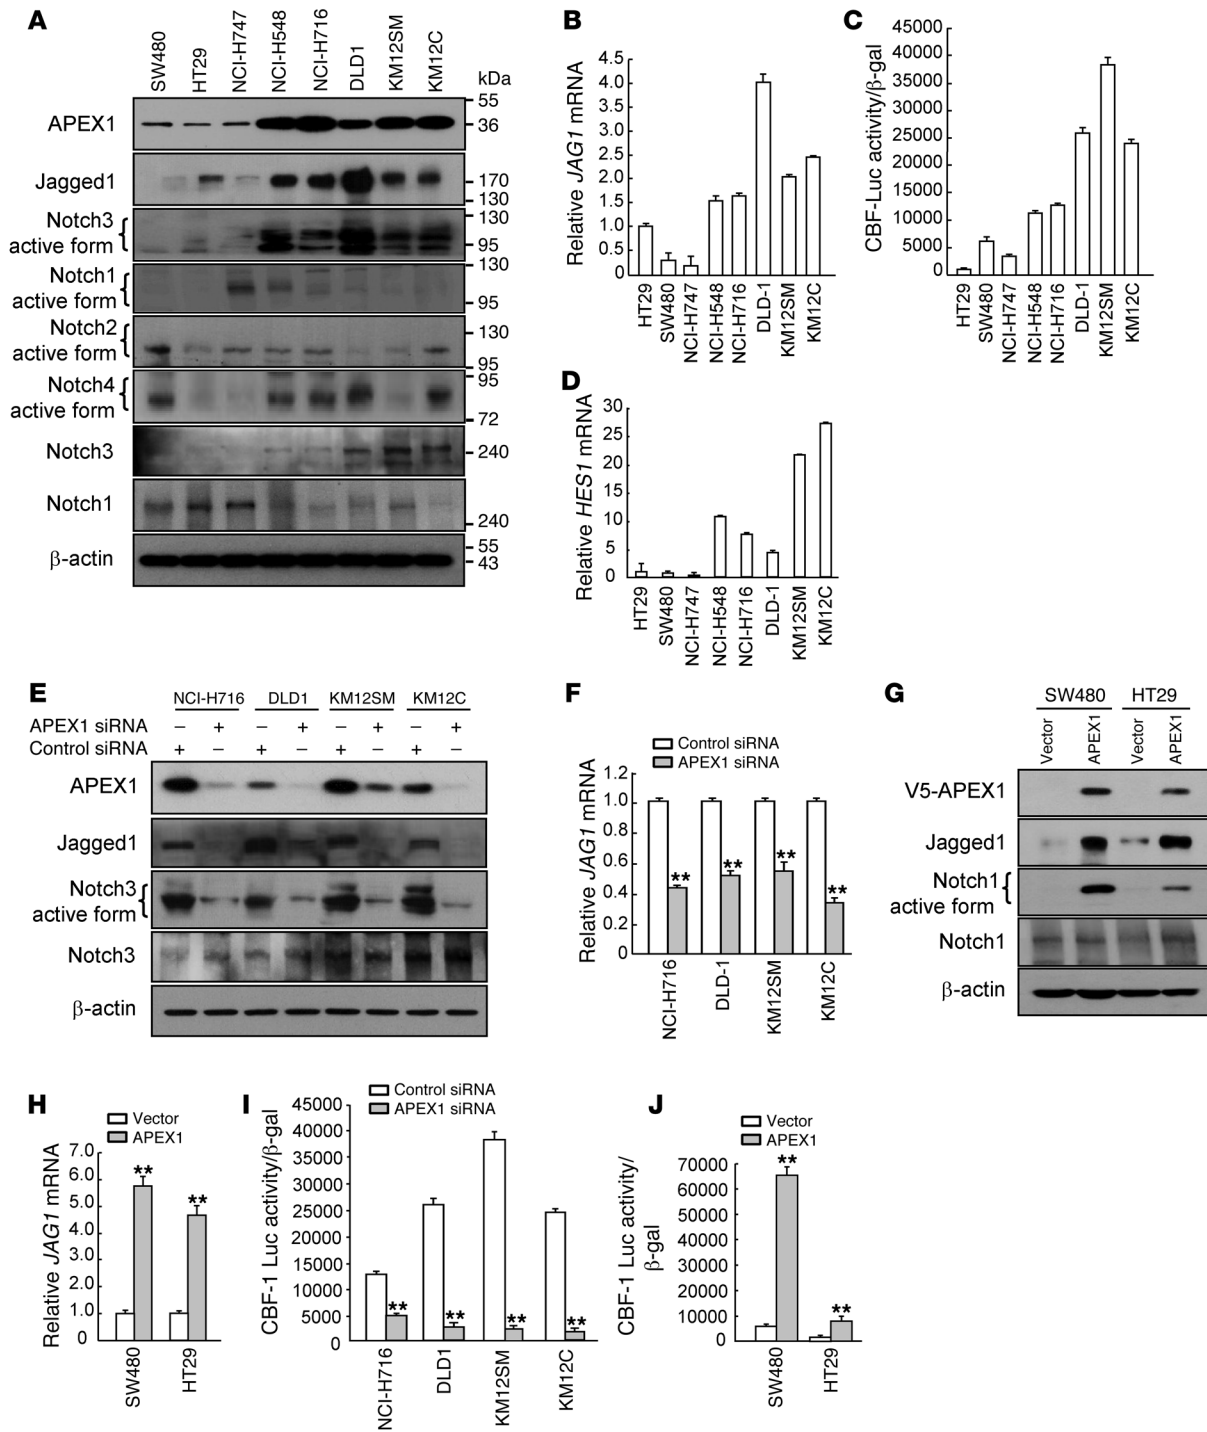 A
SW480
HT29
NCI-H747
NCI-H548
NCI-H716
DLD1
KM12SM
KM12C
kDa
APEX1
55
36
Jagged1
170
130
Notch3
active form
130
95
Notch1
active form
130
95
Notch2
active form
130
95
Notch4
active form
95
72
Notch3
240
Notch1
240
β-actin
55
43
B
Relative JAG1 mRNA
4.5
4.0
3.5
3.0
2.5
2.0
1.5
1.0
0.5
0
HT29
SW480
NCI-H747
NCI-H548
NCI-H716
DLD-1
KM12SM
KM12C
C
CBF-Luc activity/β-gal
45000
40000
35000
30000
25000
20000
15000
10000
5000
0
HT29
SW480
NCI-H747
NCI-H548
NCI-H716
DLD-1
KM12SM
KM12C
D
Relative HES1 mRNA
30
25
20
15
10
5
0
HT29
SW480
NCI-H747
NCI-H548
NCI-H716
DLD-1
KM12SM
KM12C
E
NCI-H716 DLD1 KM12SM KM12C
APEX1 siRNA – + – + – + – +
Control siRNA + – + – + – + –
APEX1
Jagged1
Notch3
active form
Notch3
β-actin
F
Control siRNA
APEX1 siRNA
Relative JAG1 mRNA
1.2
1.0
0.8
0.6
0.4
0.2
0
** ** ** **
NCI-H716
DLD-1
KM12SM
KM12C
G
SW480 HT29
Vector
APEX1
Vector
APEX1
V5-APEX1
Jagged1
Notch1
active form
Notch1
β-actin
H
Vector
APEX1
Relative JAG1 mRNA
7.0
6.0
5.0
4.0
3.0
2.0
1.0
0
** **
SW480
HT29
I
Control siRNA
APEX1 siRNA
CBF-1 Luc activity/β-gal
45000
40000
35000
30000
25000
20000
15000
10000
5000
0
** ** ** **
NCI-H716
DLD1
KM12SM
KM12C
J
Vector
APEX1
CBF-1 Luc activity/
β-gal
70000
60000
50000
40000
30000
20000
10000
0
** **
SW480
HT29